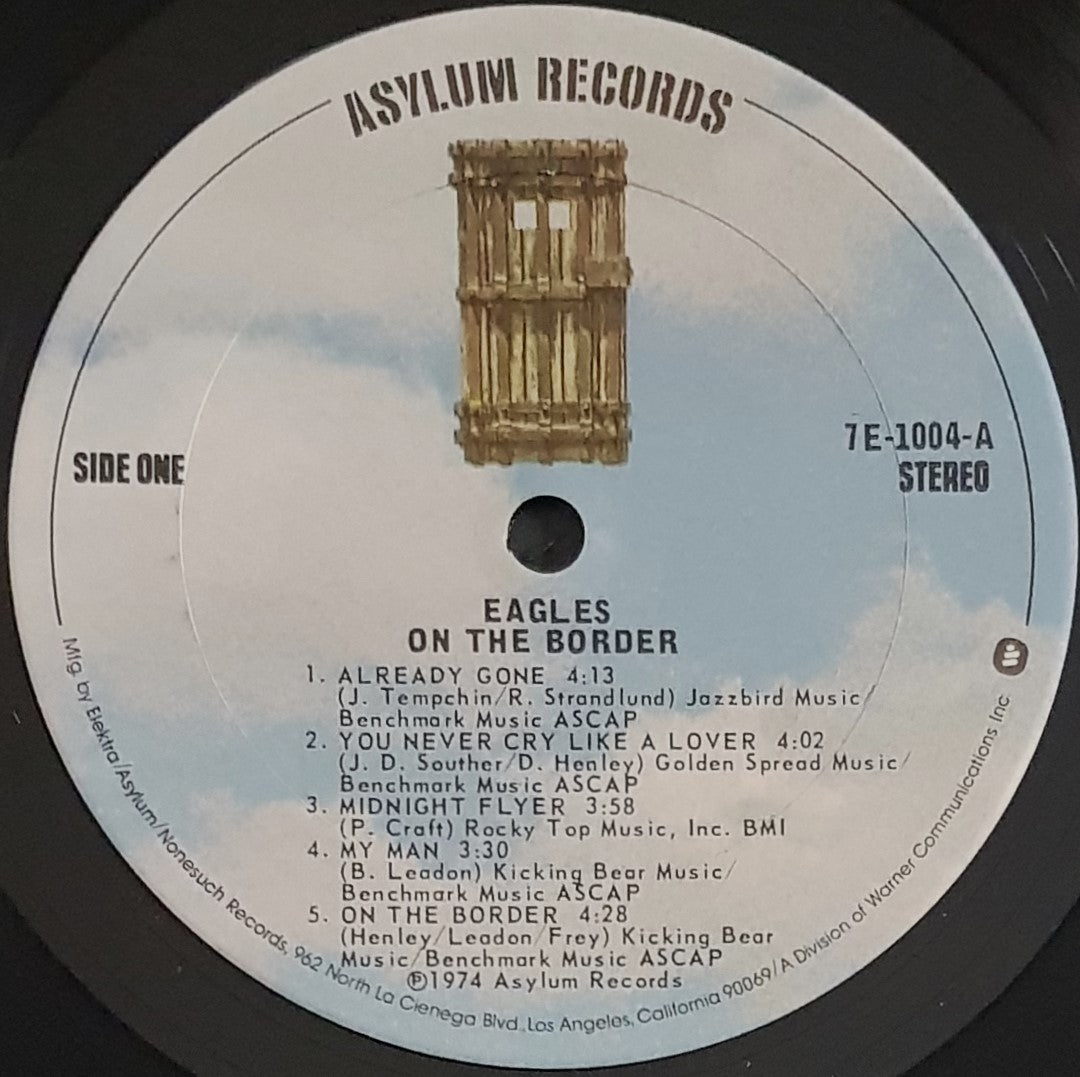 ASYLUM RECORDS
SIDE ONE
7E-1004-A
STEREO
EAGLES
ON THE BORDER
1. ALREADY GONE 4:13
(J. Tempchin/R. Strandlund) Jazzbird Music/
Benchmark Music ASCAP
2. YOU NEVER CRY LIKE A LOVER 4:02
(J. D. Souther/D. Henley) Golden Spread Music/
Benchmark Music ASCAP
3. MIDNIGHT FLYER 3:58
(P. Craft) Rocky Top Music, Inc. BMI
4. MY MAN 3:30
(B. Leadon) Kicking Bear Music/
Benchmark Music ASCAP
5. ON THE BORDER 4:28
(Henley/Leadon/Frey) Kicking Bear
Music/Benchmark Music ASCAP
℗1974 Asylum Records
Mfg. by Elektra/Asylum/Nonesuch Records, 962 North La Cienega Blvd., Los Angeles, California 90069/A Division of Warner Communications Inc.